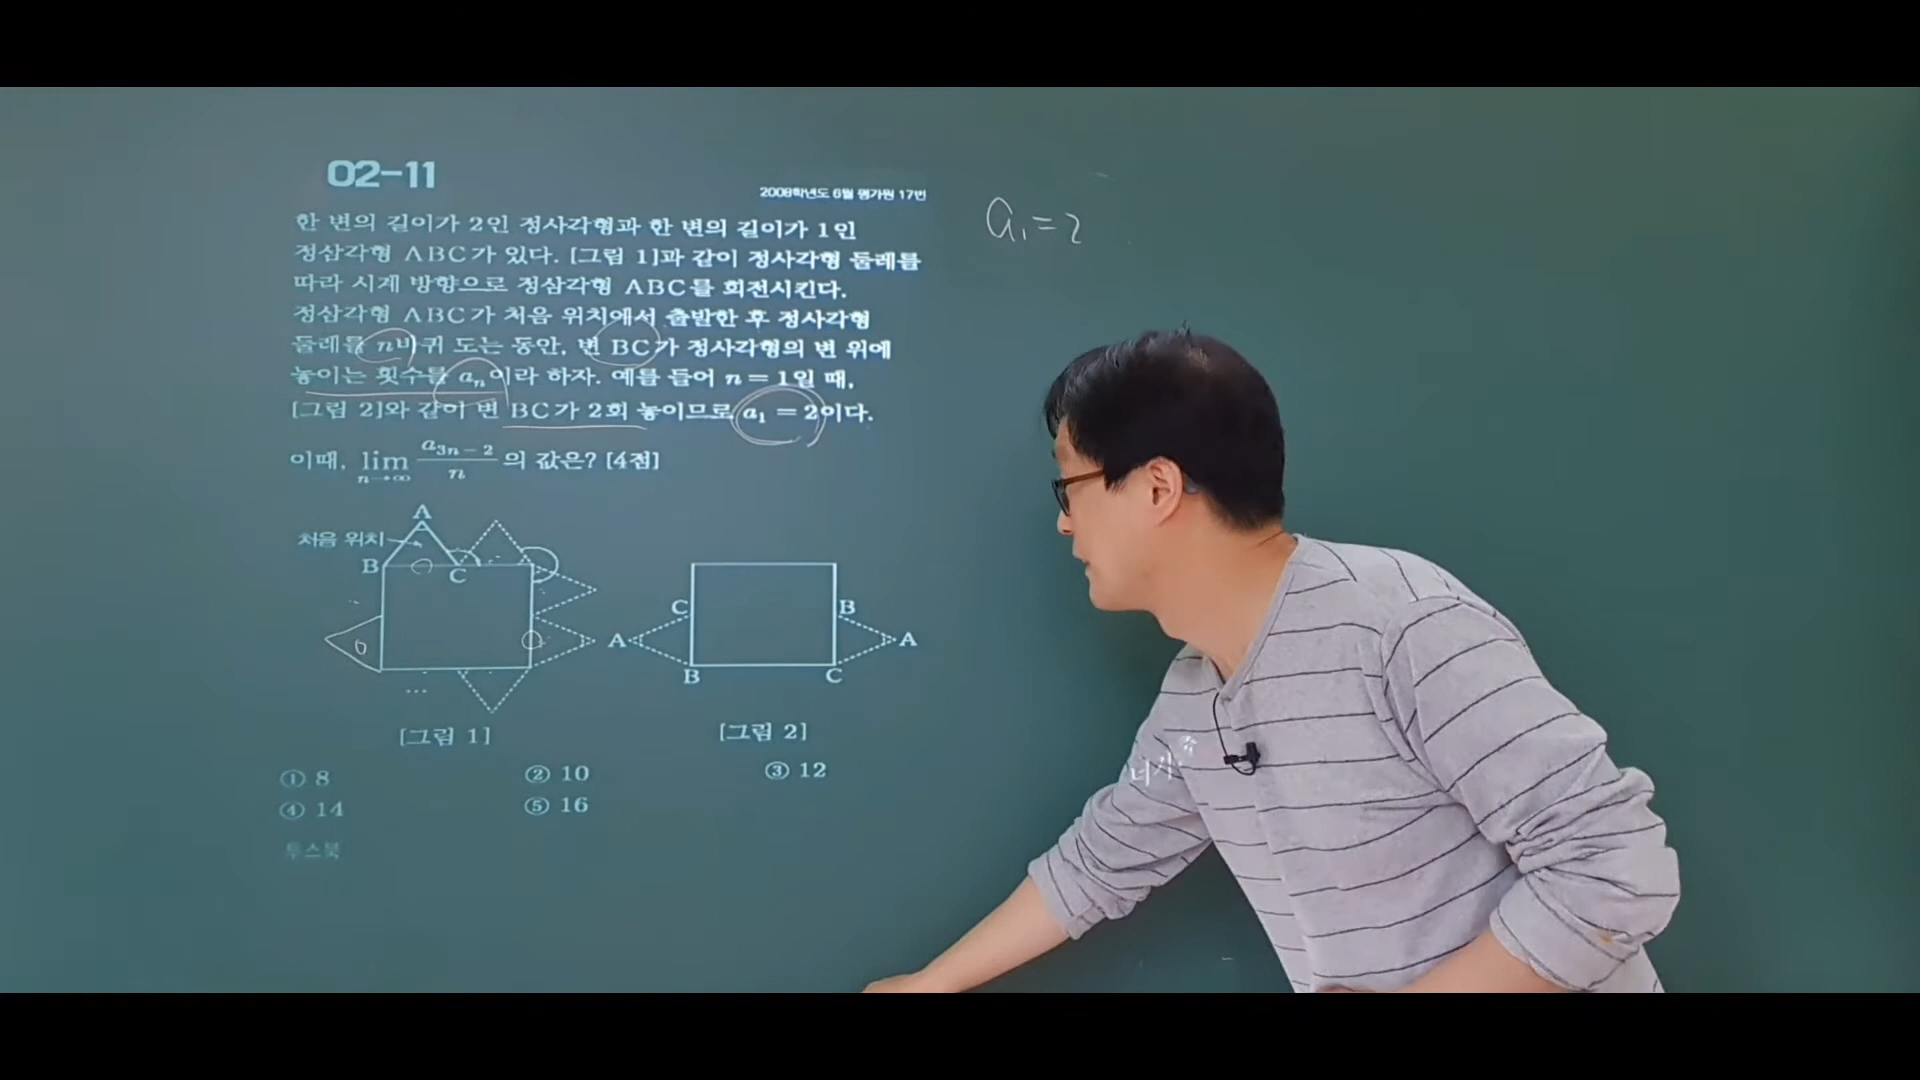 02-11
2008학년도 6월 평가원 17번
한 변의 길이가 2인 정사각형과 한 변의 길이가 1인
정삼각형 ABC가 있다. [그림 1]과 같이 정사각형 둘레를
따라 시계 방향으로 정삼각형 ABC를 회전시킨다.
정삼각형 ABC가 처음 위치에서 출발한 후 정사각형
둘레를 n바퀴 도는 동안, 변 BC가 정사각형의 변 위에
놓이는 횟수를 aₙ이라 하자. 예를 들어 n = 1일 때,
[그림 2]와 같이 변 BC가 2회 놓이므로 a₁ = 2이다.
이때, lim n→∞ a₃ₙ₋₂/n 의 값은? [4점]
a₁=2
A
처음 위치
B
C
...
[그림 1]
C
B
A
A
B
C
[그림 2]
① 8
② 10
③ 12
④ 14
⑤ 16
투스북